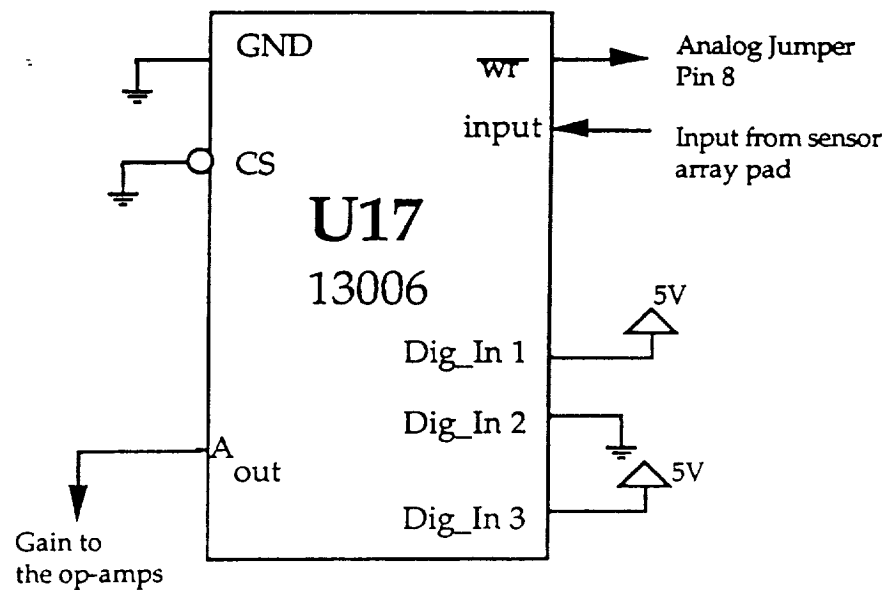 GND
wr
Analog Jumper
Pin 8
input
Input from sensor
array pad
CS
U17
13006
5V
Dig_In 1
Dig_In 2
A
out
5V
Dig_In 3
Gain to
the op-amps